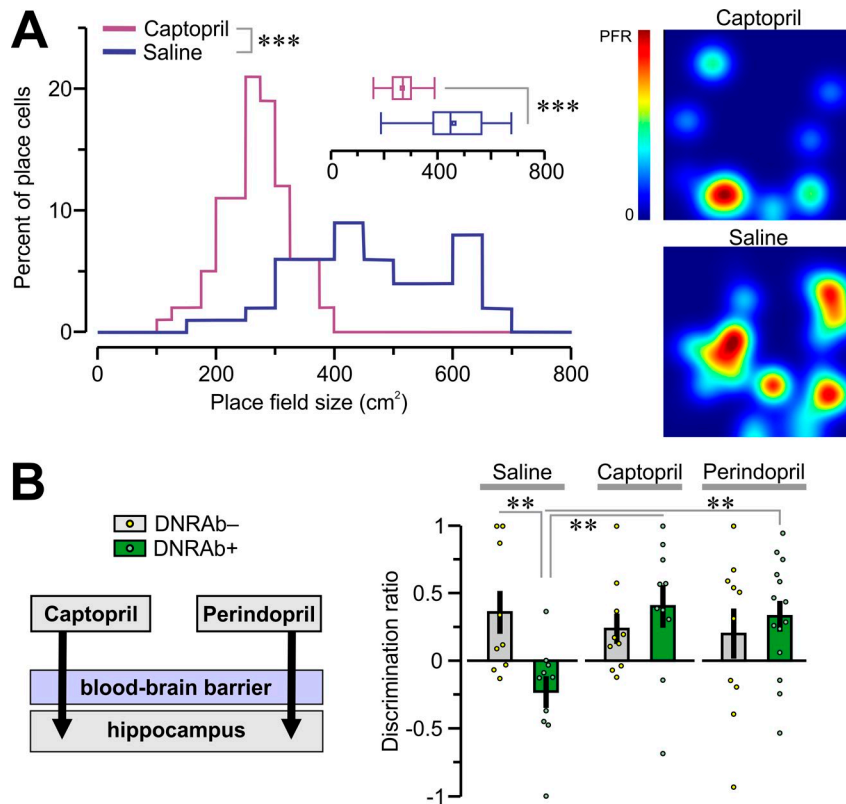 A
Captopril
Saline
***
Percent of place cells
20
10
0
0 200 400 600 800
Place field size (cm²)
***
0 400 800
Captopril
PFR
0
Saline
B
DNRAb–
DNRAb+
Captopril Perindopril
blood-brain barrier
hippocampus
Saline Captopril Perindopril
** ** **
Discrimination ratio
1
0.5
0
-0.5
-1